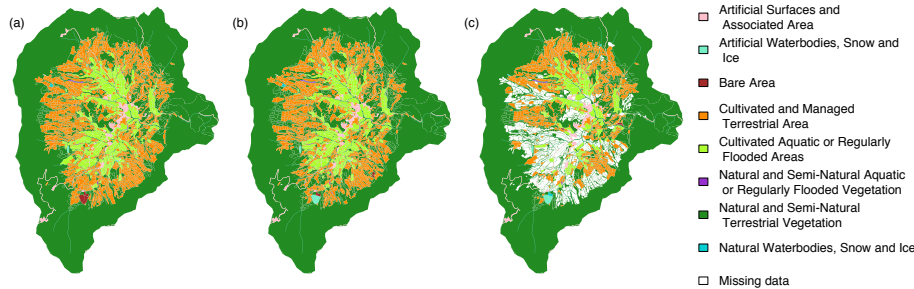 (a)
(b)
(c)
Artificial Surfaces and
Associated Area
Artificial Waterbodies, Snow and
Ice
Bare Area
Cultivated and Managed
Terrestrial Area
Cultivated Aquatic or Regularly
Flooded Areas
Natural and Semi-Natural Aquatic
or Regularly Flooded Vegetation
Natural and Semi-Natural
Terrestrial Vegetation
Natural Waterbodies, Snow and Ice
Missing data